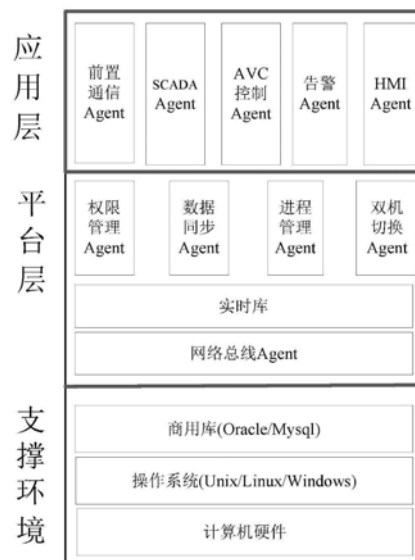 应用层
前置
通信
Agent
SCADA
Agent
AVC
控制
Agent
告警
Agent
HMI
Agent
平台层
权限
管理
Agent
数据
同步
Agent
进程
管理
Agent
双机
切换
Agent
实时库
网络总线Agent
支撑环境
商用库(Oracle/Mysql)
操作系统(Unix/Linux/Windows)
计算机硬件